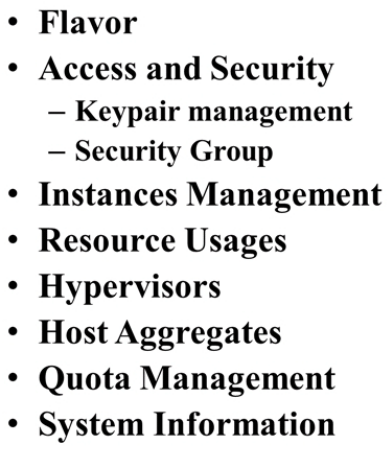 • Flavor
• Access and Security
– Keypair management
– Security Group
• Instances Management
• Resource Usages
• Hypervisors
• Host Aggregates
• Quota Management
• System Information